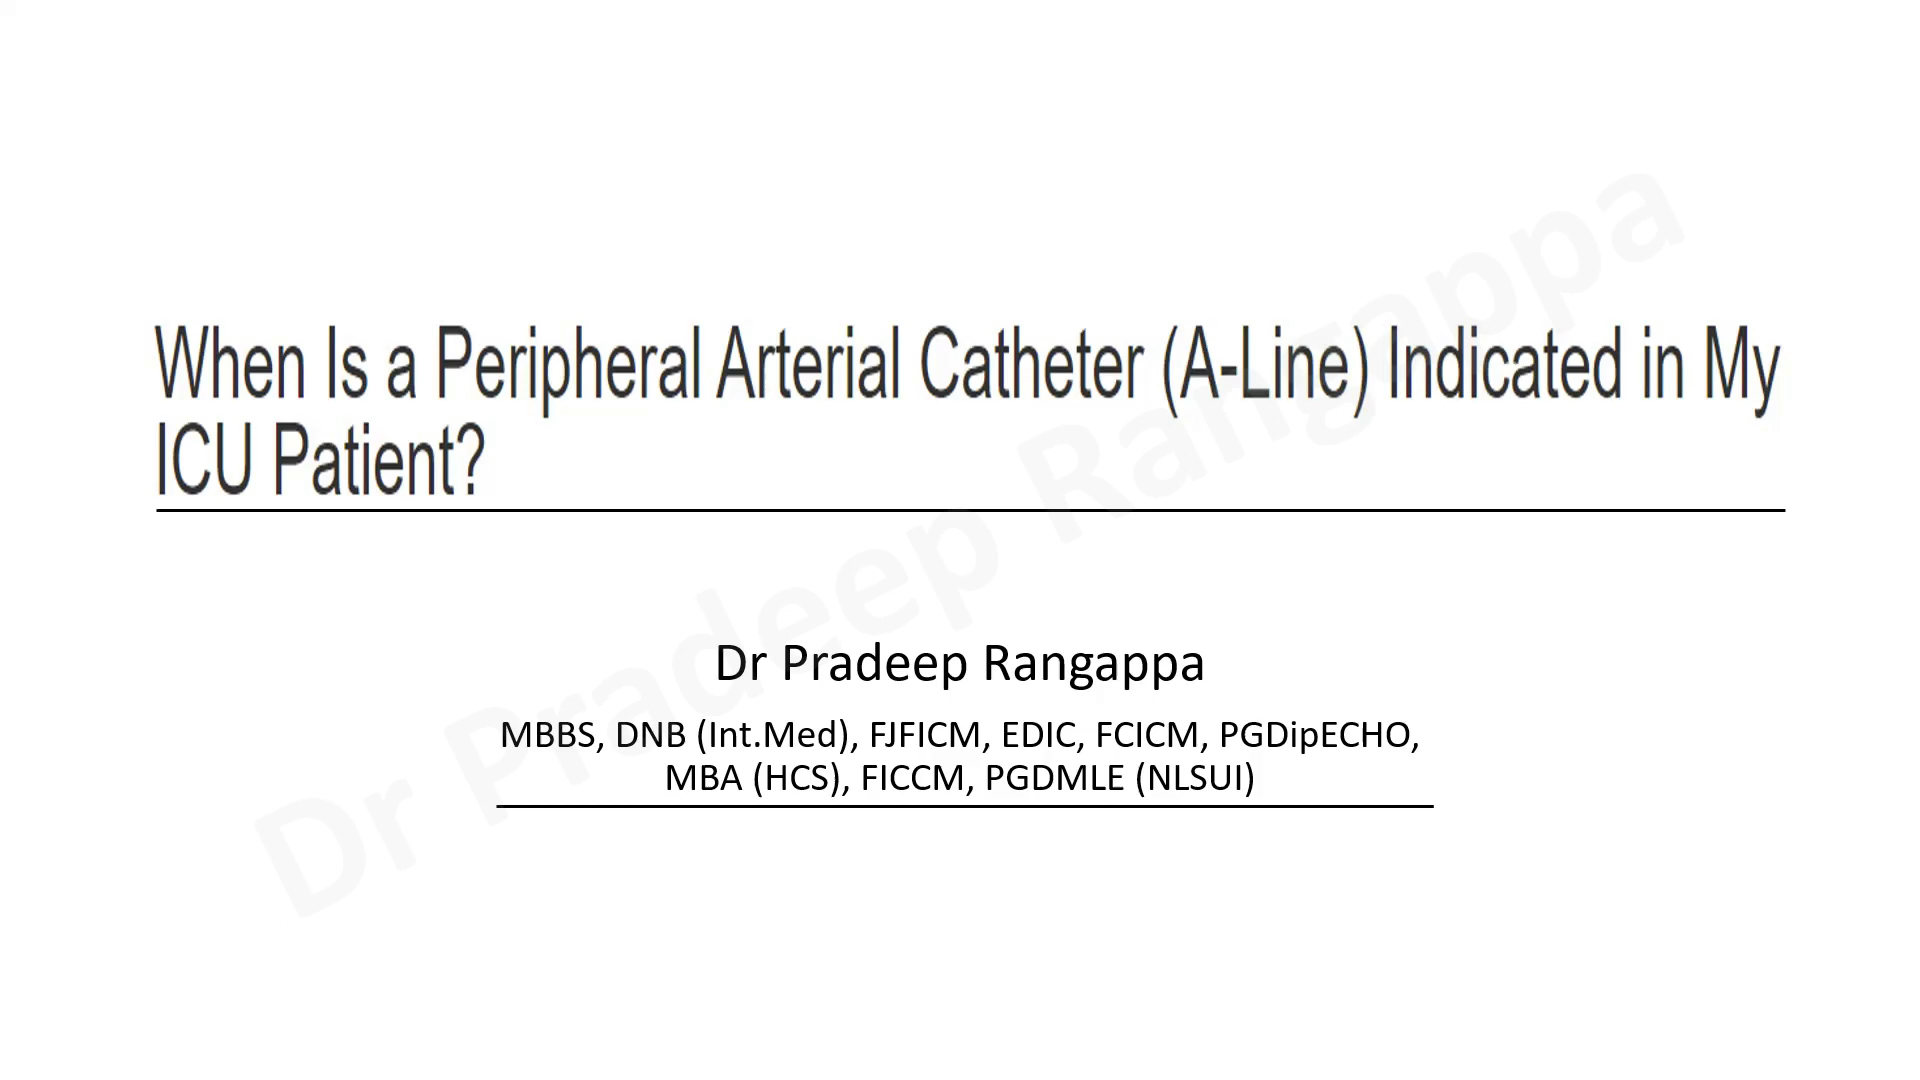 When Is a Peripheral Arterial Catheter (A-Line) Indicated in My
ICU Patient?
Dr Pradeep Rangappa
Dr Pradeep Rangappa
MBBS, DNB (Int.Med), FJFICM, EDIC, FCICM, PGDipECHO,
MBA (HCS), FICCM, PGDMLE (NLSUI)